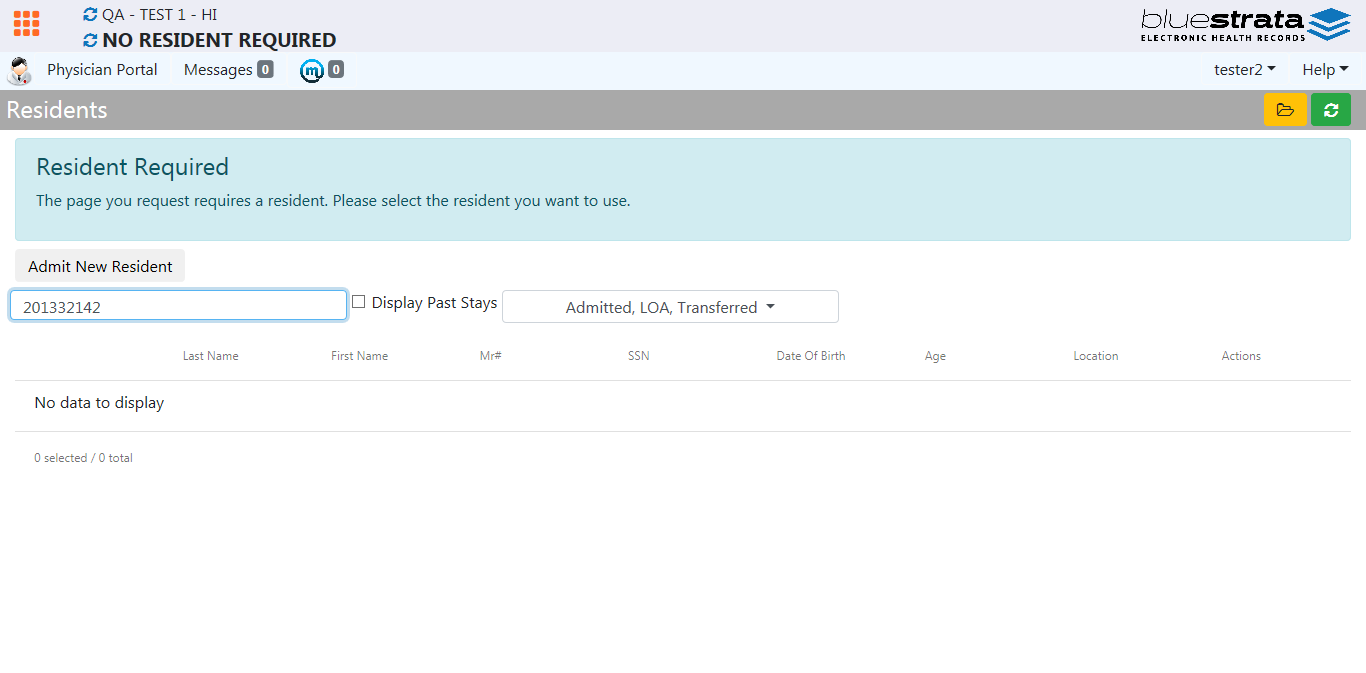 QA - TEST 1 - HI
NO RESIDENT REQUIRED
bluestrata
ELECTRONIC HEALTH RECORDS
Physician Portal Messages 0 m 0 tester2 Help
Residents
Resident Required
The page you request requires a resident. Please select the resident you want to use.
Admit New Resident
201332142 Display Past Stays Admitted, LOA, Transferred
Last Name First Name Mr# SSN Date Of Birth Age Location Actions
No data to display
0 selected / 0 total